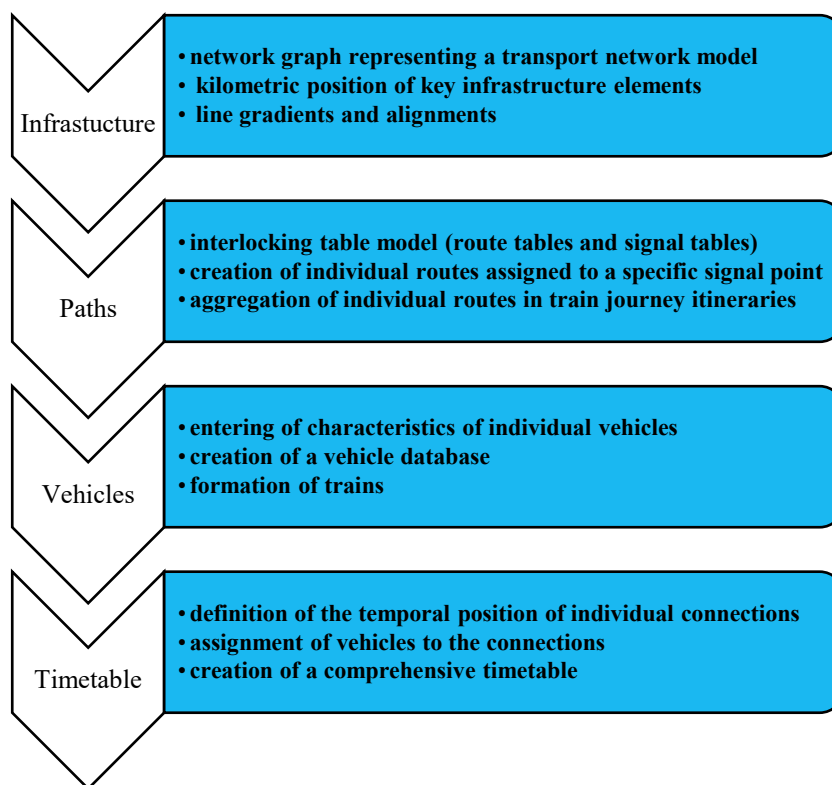 Infrastucture
• network graph representing a transport network model
• kilometric position of key infrastructure elements
• line gradients and alignments
Paths
• interlocking table model (route tables and signal tables)
• creation of individual routes assigned to a specific signal point
• aggregation of individual routes in train journey itineraries
Vehicles
• entering of characteristics of individual vehicles
• creation of a vehicle database
• formation of trains
Timetable
• definition of the temporal position of individual connections
• assignment of vehicles to the connections
• creation of a comprehensive timetable